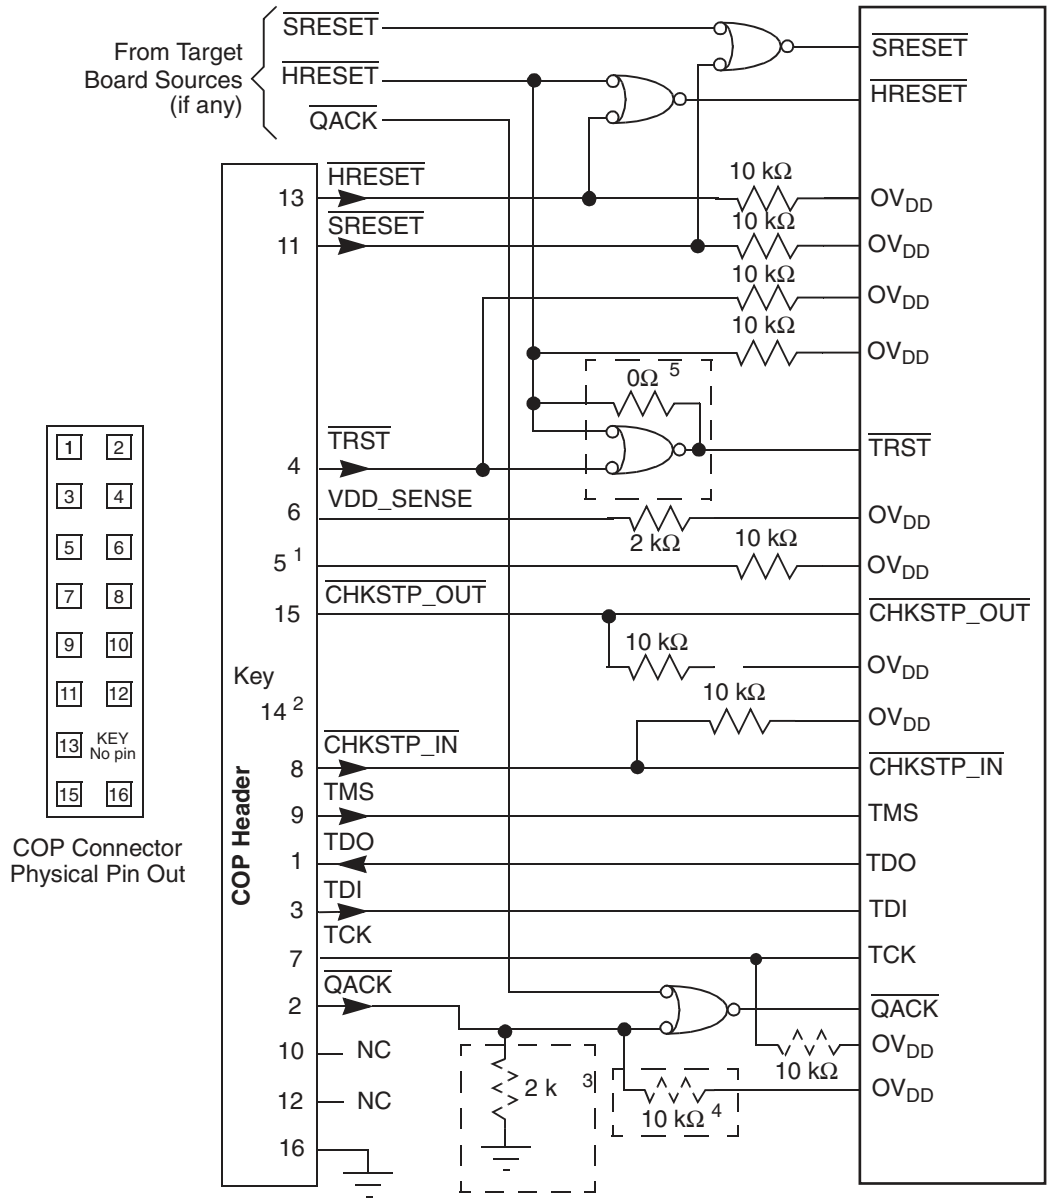 From Target
Board Sources
(if any)
SRESET
HRESET
QACK
SRESET
HRESET
13 HRESET 10 kΩ OVDD
11 SRESET 10 kΩ OVDD
10 kΩ OVDD
10 kΩ OVDD
0Ω 5
4 TRST TRST
6 VDD_SENSE 2 kΩ OVDD
5 1 10 kΩ OVDD
15 CHKSTP_OUT CHKSTP_OUT
10 kΩ OVDD
Key
14 2
10 kΩ OVDD
8 CHKSTP_IN CHKSTP_IN
9 TMS TMS
1 TDO TDO
3 TDI TDI
7 TCK TCK
2 QACK QACK
10 kΩ OVDD
10 NC
2 k 3
10 kΩ 4 OVDD
12 NC
16
COP Header
1 2
3 4
5 6
7 8
9 10
11 12
13 KEY
No pin
15 16
COP Connector
Physical Pin Out